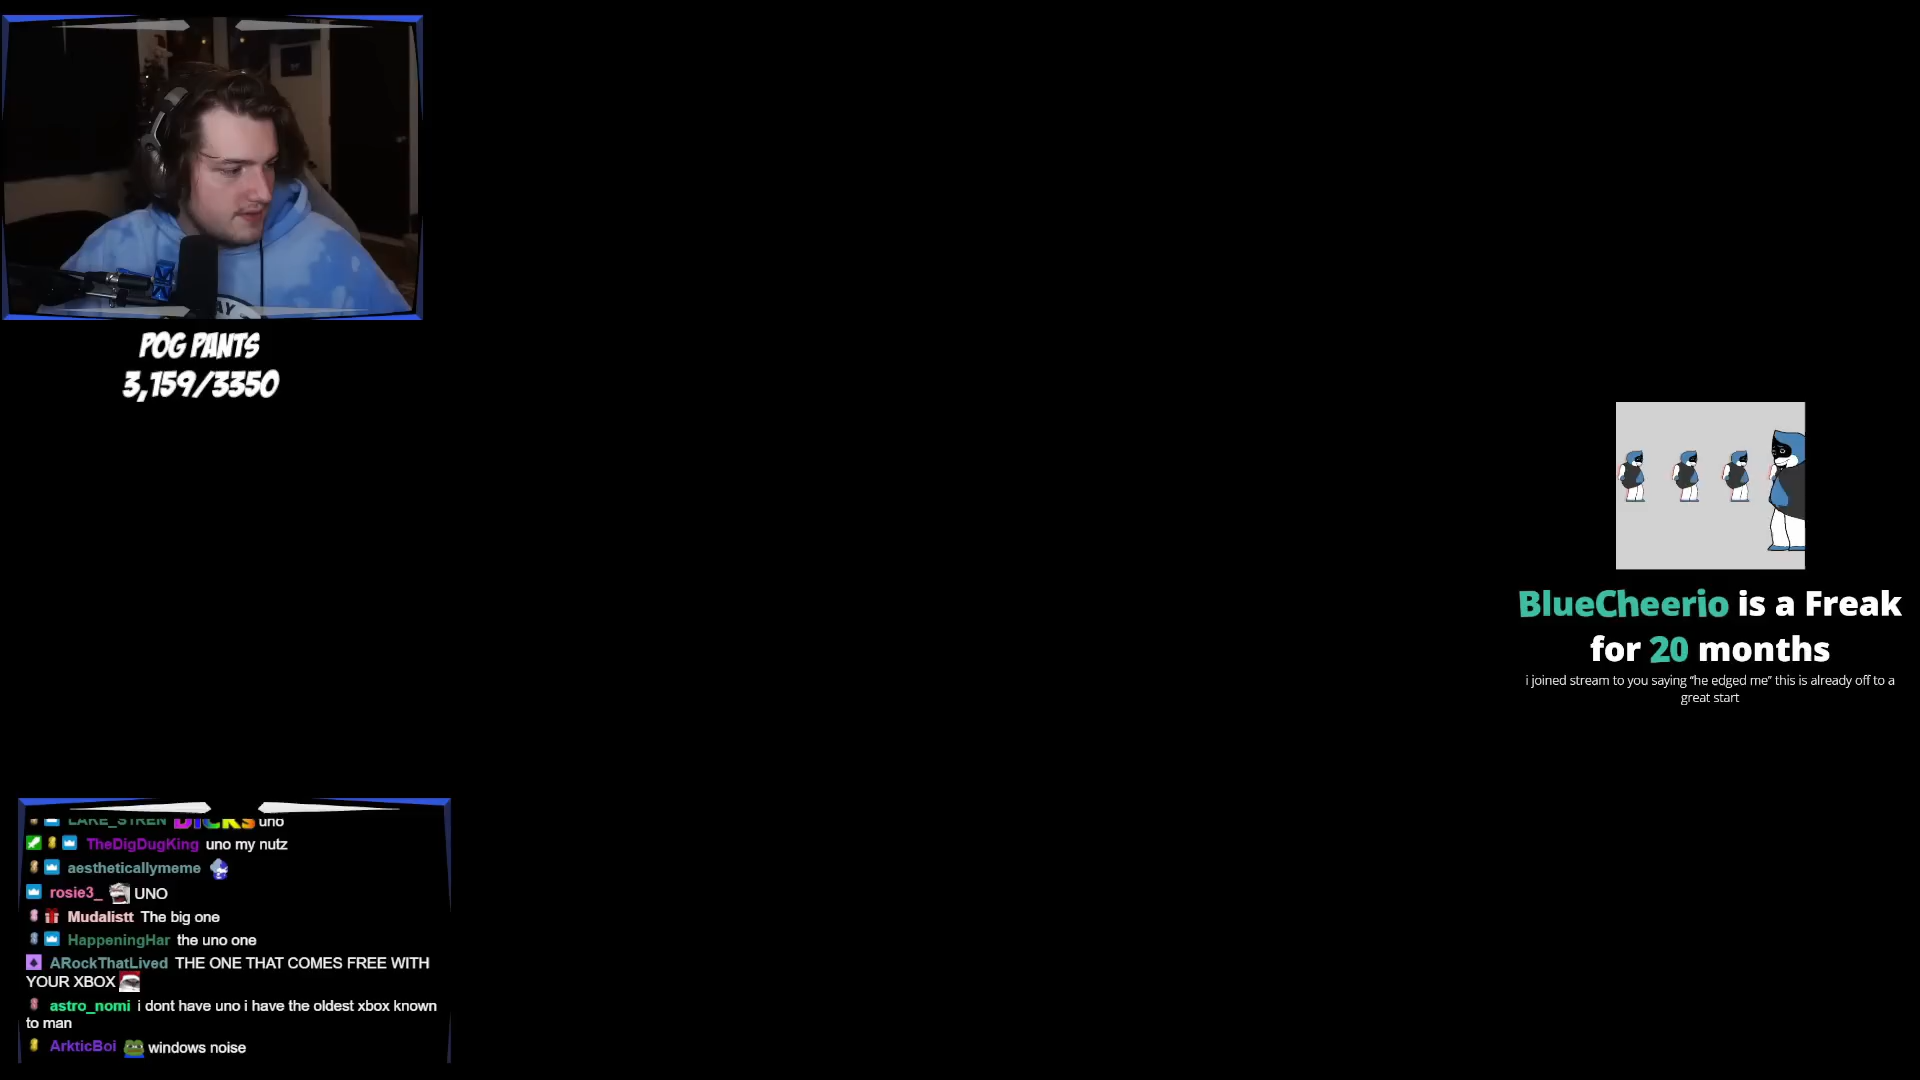 AY
POG PANTS
3,159/3350
BlueCheerio is a Freak
for 20 months
i joined stream to you saying "he edged me" this is already off to a
great start
LAKE_STREN DICKS uno
TheDigDugKing uno my nutz
aestheticallymeme
rosie3_ UNO
Mudalistt The big one
HappeningHar the uno one
ARockThatLived THE ONE THAT COMES FREE WITH
YOUR XBOX
astro_nomi i dont have uno i have the oldest xbox known
to man
ArkticBoi windows noise